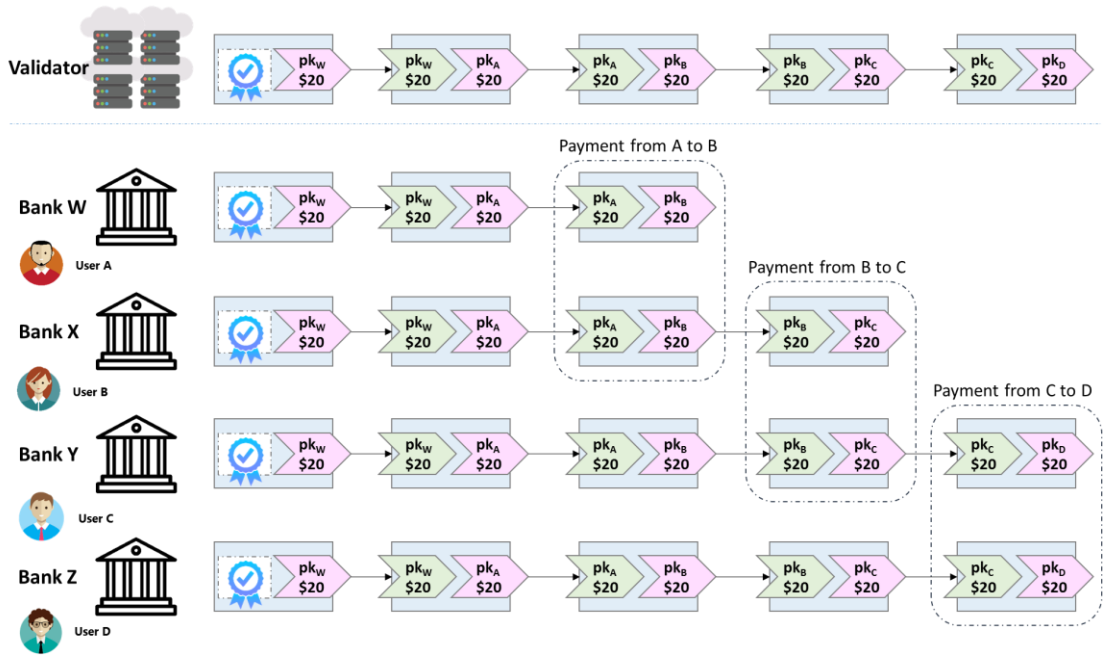 Validator
pkW pkW pkA pkA pkB pkB pkC pkC pkD
$20 $20 $20 $20 $20 $20 $20 $20 $20
Payment from A to B
Bank W
pkW pkW pkA pkA pkB
$20 $20 $20 $20 $20
User A
Payment from B to C
Bank X
pkW pkW pkA pkA pkB pkB pkC
$20 $20 $20 $20 $20 $20 $20
User B
Payment from C to D
Bank Y
pkW pkW pkA pkA pkB pkB pkC pkC pkD
$20 $20 $20 $20 $20 $20 $20 $20 $20
User C
Bank Z
pkW pkW pkA pkA pkB pkB pkC pkC pkD
$20 $20 $20 $20 $20 $20 $20 $20 $20
User D